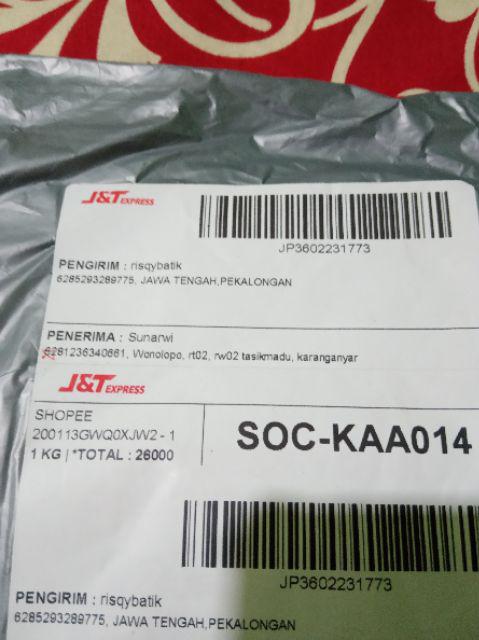 J&T EXPRESS
JP3602231773
PENGIRIM : risqybatik
6285293289775, JAWA TENGAH,PEKALONGAN
PENERIMA : Sunarwi
6281236340661, Wonolopo, rt02, rw02 tasikmadu, karanganyar
J&T EXPRESS
SHOPEE
200113GWQ0XJW2 - 1
1 KG | *TOTAL : 26000
SOC-KAA014
JP3602231773
PENGIRIM : risqybatik
6285293289775, JAWA TENGAH,PEKALONGAN